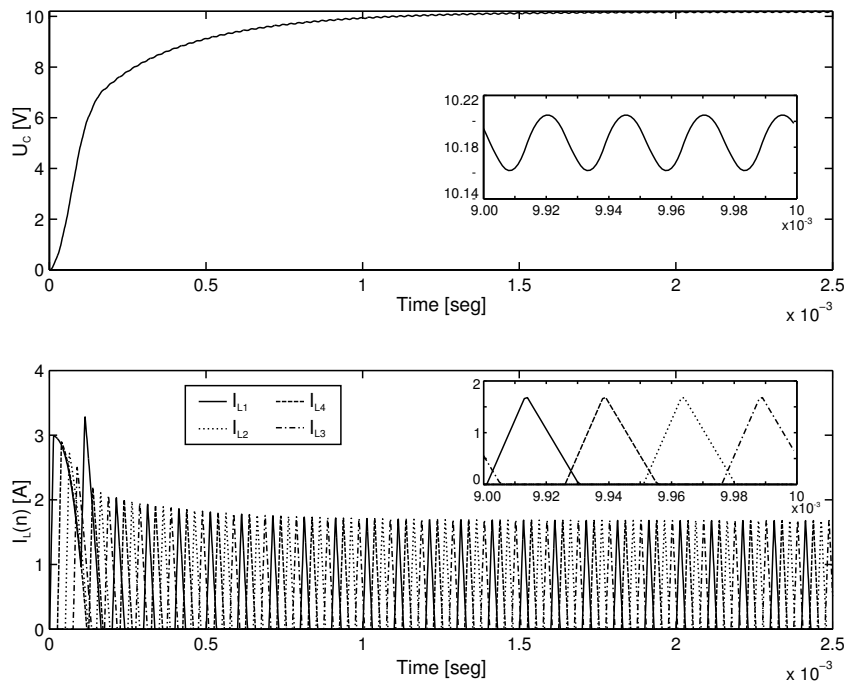 10
8
6
4
2
0
U_c [V]
0 0.5 1 1.5 2 2.5
Time [seg]
x 10⁻³
10.22
-
10.18
-
10.14
9.00 9.92 9.94 9.96 9.98 10
x10⁻³
4
3
2
1
0
I_L(n) [A]
I_L1 I_L4
I_L2 I_L3
2
1
0
9.00 9.92 9.94 9.96 9.98 10
x10⁻³
0 0.5 1 1.5 2 2.5
Time [seg]
x 10⁻³